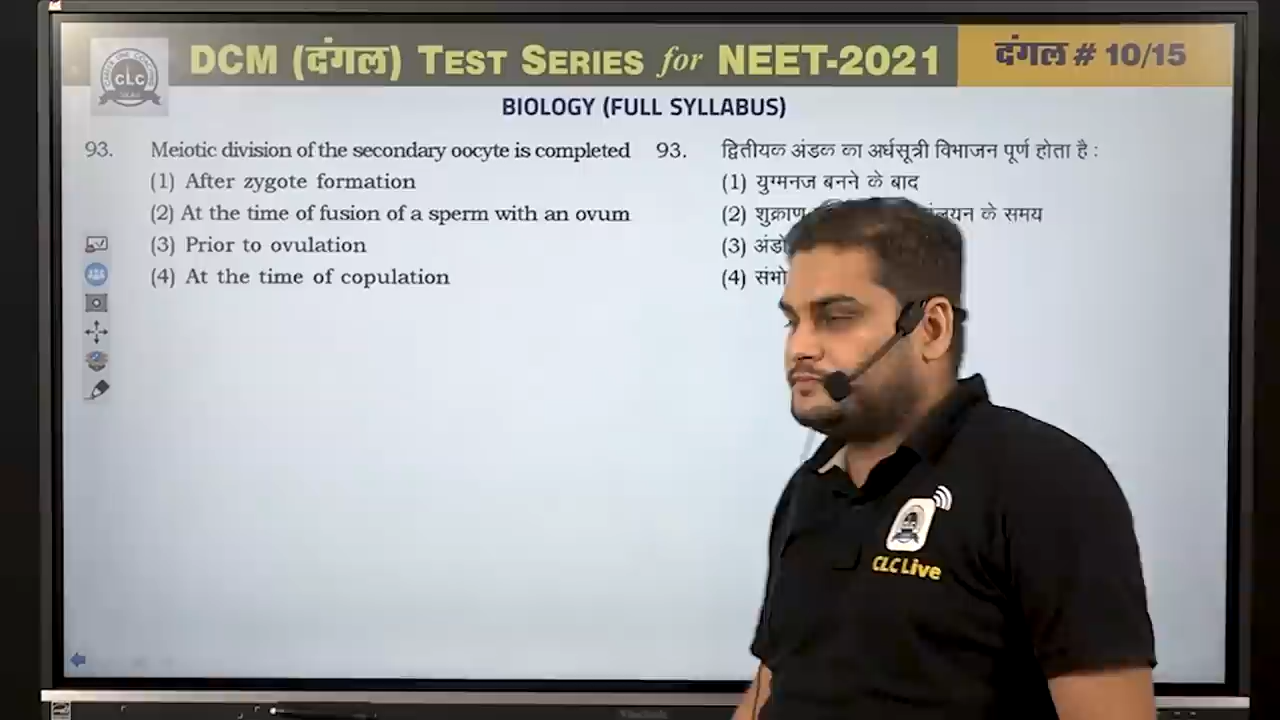 DCM (दंगल) TEST SERIES for NEET-2021
दंगल # 10/15
CLC
BIOLOGY (FULL SYLLABUS)
93. Meiotic division of the secondary oocyte is completed
(1) After zygote formation
(2) At the time of fusion of a sperm with an ovum
(3) Prior to ovulation
(4) At the time of copulation
93. द्वितीयक अंडक का अर्धसूत्री विभाजन पूर्ण होता है :
(1) युग्मनज बनने के बाद
(2) शुक्राणु के समय
(3)
(4)
CLC Live